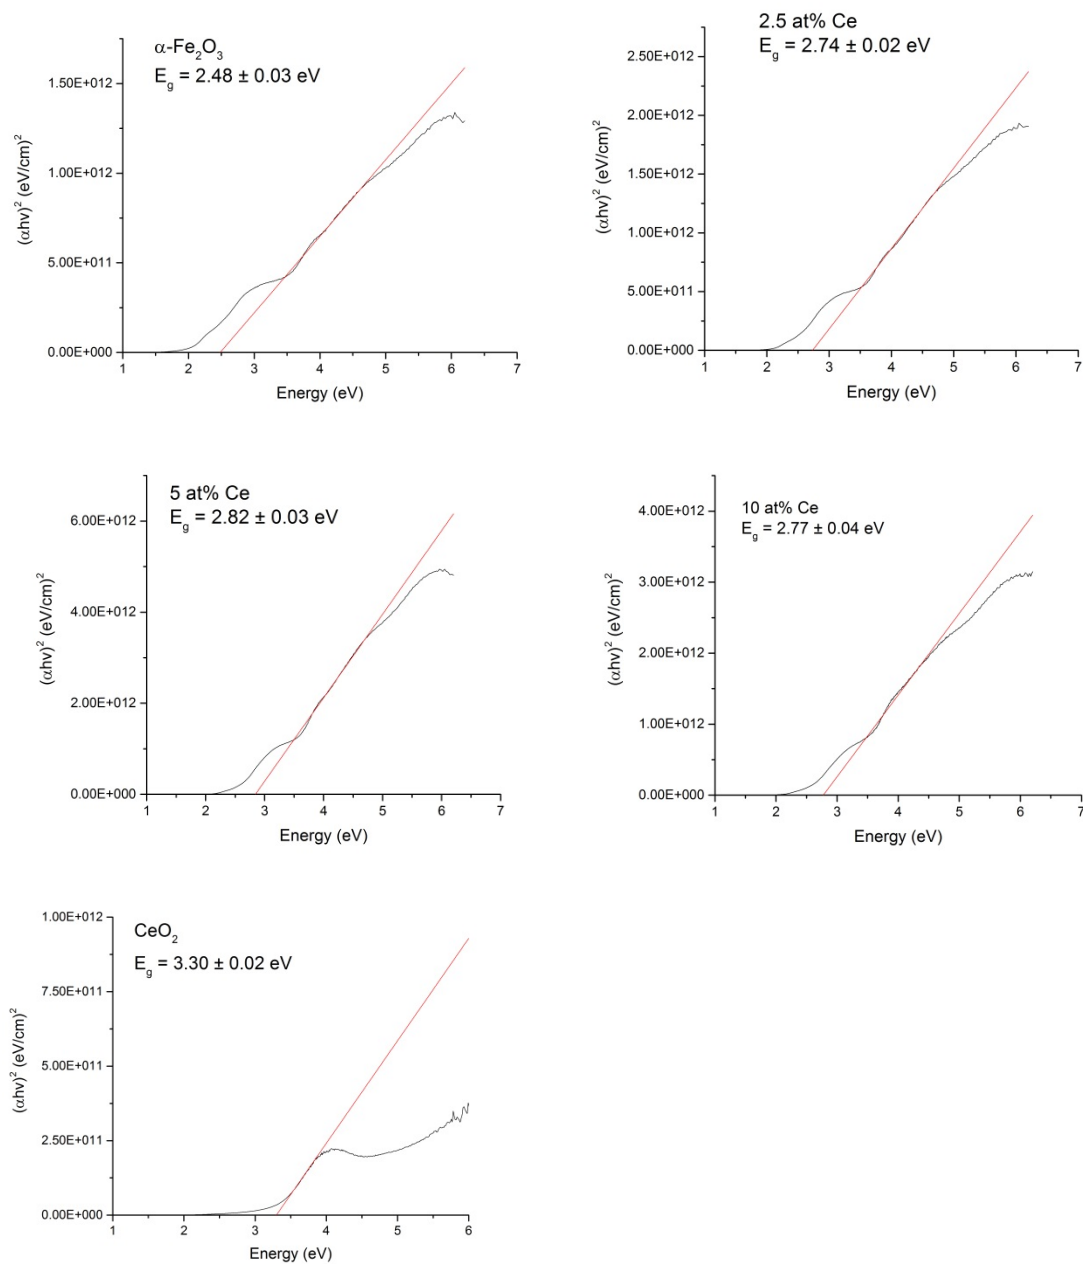 α-Fe₂O₃
E_g = 2.48 ± 0.03 eV
1.50E+012
1.00E+012
5.00E+011
0.00E+000
(αhv)² (eV/cm)²
1 2 3 4 5 6 7
Energy (eV)
2.5 at% Ce
E_g = 2.74 ± 0.02 eV
2.50E+012
2.00E+012
1.50E+012
1.00E+012
5.00E+011
0.00E+000
(αhv)² (eV/cm)²
1 2 3 4 5 6 7
Energy (eV)
5 at% Ce
E_g = 2.82 ± 0.03 eV
6.00E+012
4.00E+012
2.00E+012
0.00E+000
(αhv)² (eV/cm)²
1 2 3 4 5 6 7
Energy (eV)
10 at% Ce
E_g = 2.77 ± 0.04 eV
4.00E+012
3.00E+012
2.00E+012
1.00E+012
0.00E+000
(αhv)² (eV/cm)²
1 2 3 4 5 6 7
Energy (eV)
CeO₂
E_g = 3.30 ± 0.02 eV
1.00E+012
7.50E+011
5.00E+011
2.50E+011
0.00E+000
(αhv)² (eV/cm)²
1 2 3 4 5 6
Energy (eV)